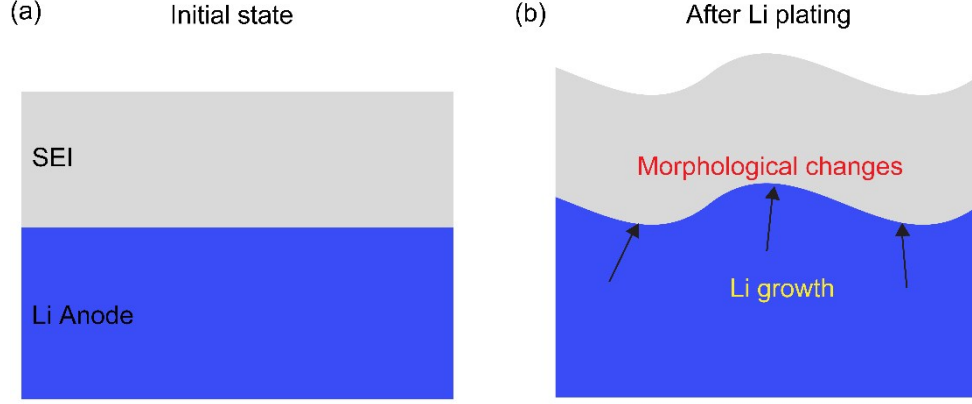 (a)
Initial state
(b)
After Li plating
SEI
Li Anode
Morphological changes
Li growth